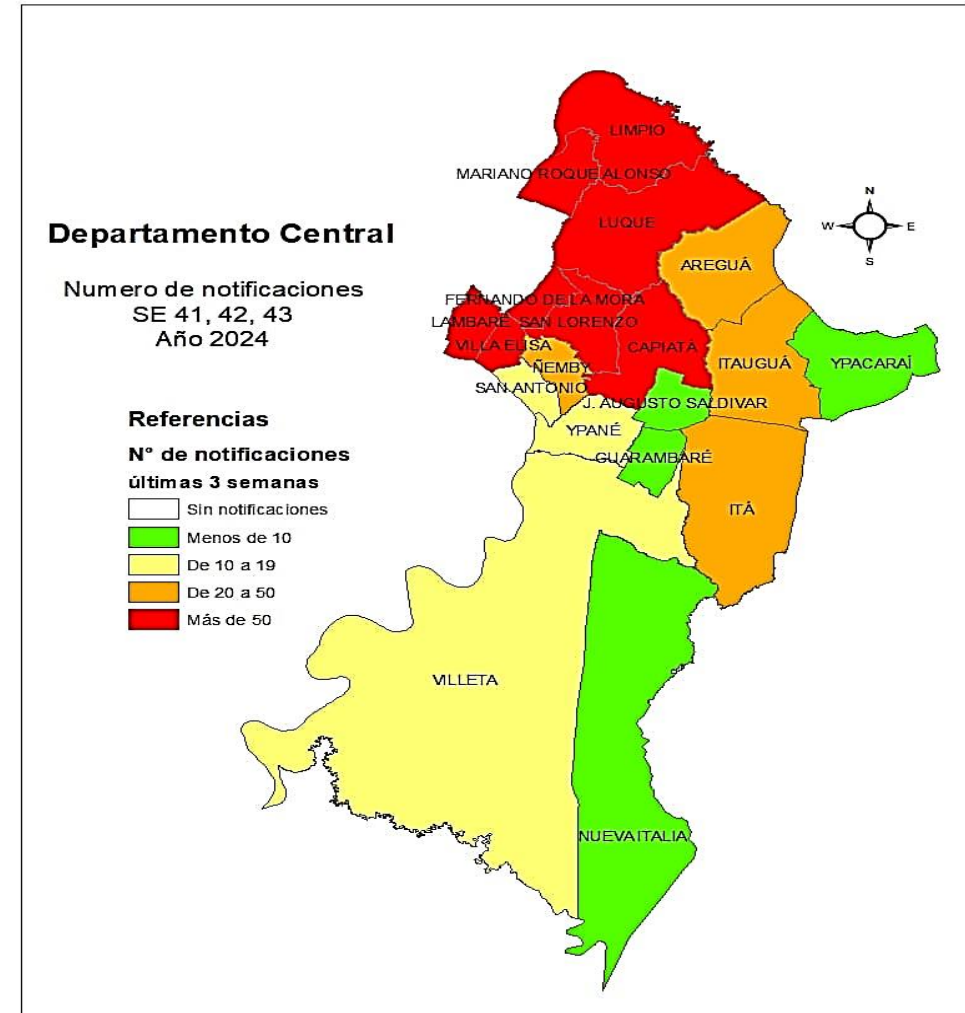 LIMPIO
MARIANO ROQUE ALONSO
N
W E
S
LUQUE
Departamento Central
AREGUÁ
Numero de notificaciones
SE 41, 42, 43
Año 2024
FERNANDO DE LA MORA
LAMBARÉ SAN LORENZO
VILLA ELISA
CAPIATÁ
ITAUGUÁ
YPACARAÍ
ÑEMBY
SAN ANTONIO
J. AUGUSTO SALDIVAR
YPANÉ
GUARAMBARÉ
Referencias
N° de notificaciones
últimas 3 semanas
Sin notificaciones
Menos de 10
De 10 a 19
De 20 a 50
Más de 50
ITÁ
VILLETA
NUEVA ITALIA